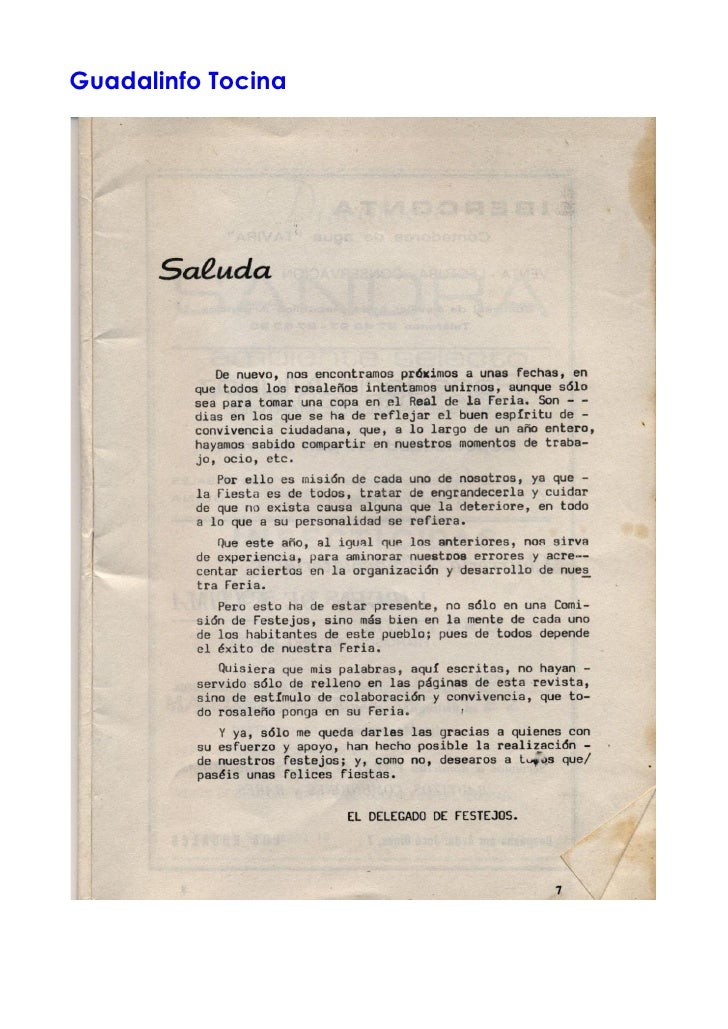 Guadalinfo Tocina
Saluda
De nuevo, nos encontramos próximos a unas fechas, en
que todos los rosaleños intentamos unirnos, aunque sólo
sea para tomar una copa en el Real de la Feria. Son - -
dias en los que se ha de reflejar el buen espíritu de -
convivencia ciudadana, que, a lo largo de un año entero,
hayamos sabido compartir en nuestros momentos de traba-
jo, ocio, etc.
Por ello es misión de cada uno de nosotros, ya que -
la Fiesta es de todos, tratar de engrandecerla y cuidar
de que no exista causa alguna que la deteriore, en todo
a lo que a su personalidad se refiera.
Que este año, al igual que los anteriores, nos sirva
de experiencia, para aminorar nuestros errores y acre--
centar aciertos en la organización y desarrollo de nues
tra Feria.
Pero esto ha de estar presente, no sólo en una Comi-
sión de Festejos, sino más bien en la mente de cada uno
de los habitantes de este pueblo; pues de todos depende
el éxito de nuestra Feria.
Quisiera que mis palabras, aquí escritas, no hayan -
servido sólo de relleno en las páginas de esta revista,
sino de estímulo de colaboración y convivencia, que to-
do rosaleño ponga en su Feria.
Y ya, sólo me queda darles las gracias a quienes con
su esfuerzo y apoyo, han hecho posible la realización -
de nuestros festejos; y, como no, desearos a todos que/
paséis unas felices fiestas.
EL DELEGADO DE FESTEJOS.
7